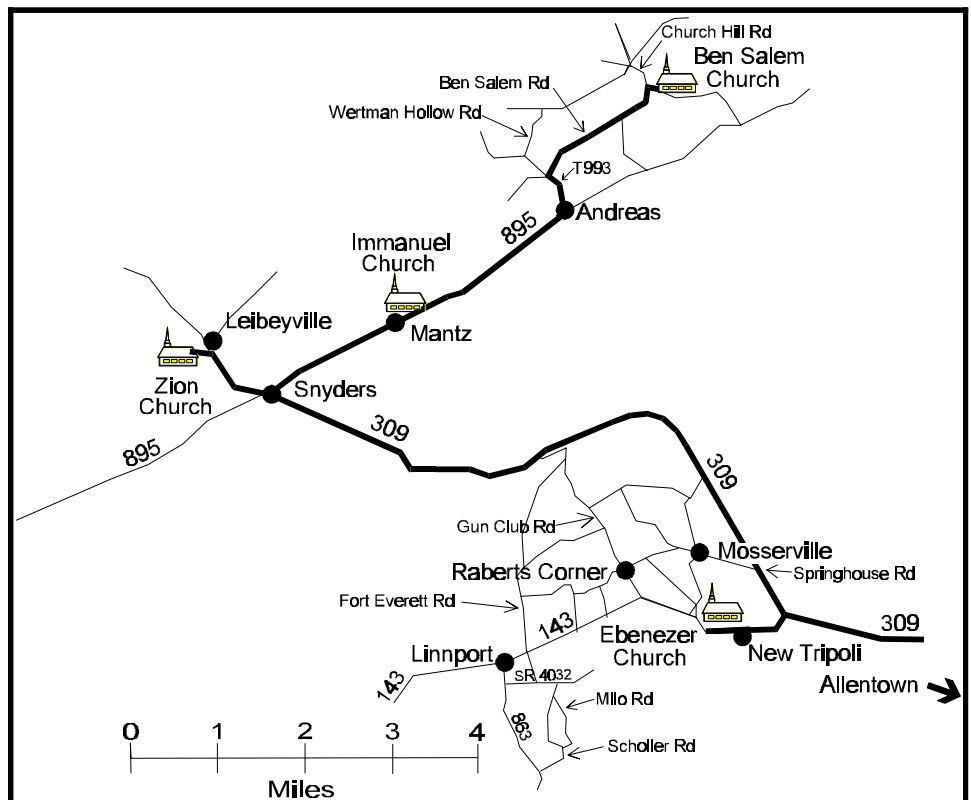 Church Hill Rd
Ben Salem
Church
Ben Salem Rd
Wertman Hollow Rd
T993
Andreas
895
Immanuel
Church
Mantz
Leibeyville
Zion
Church
Snyders
895
309
309
Gun Club Rd
Mosserville
Springhouse Rd
Raberts Corner
Fort Everett Rd
143
Ebenezer
Church
309
New Tripoli
Linnport
SR 4032
Allentown
143
Milo Rd
863
Scholler Rd
0 1 2 3 4
Miles